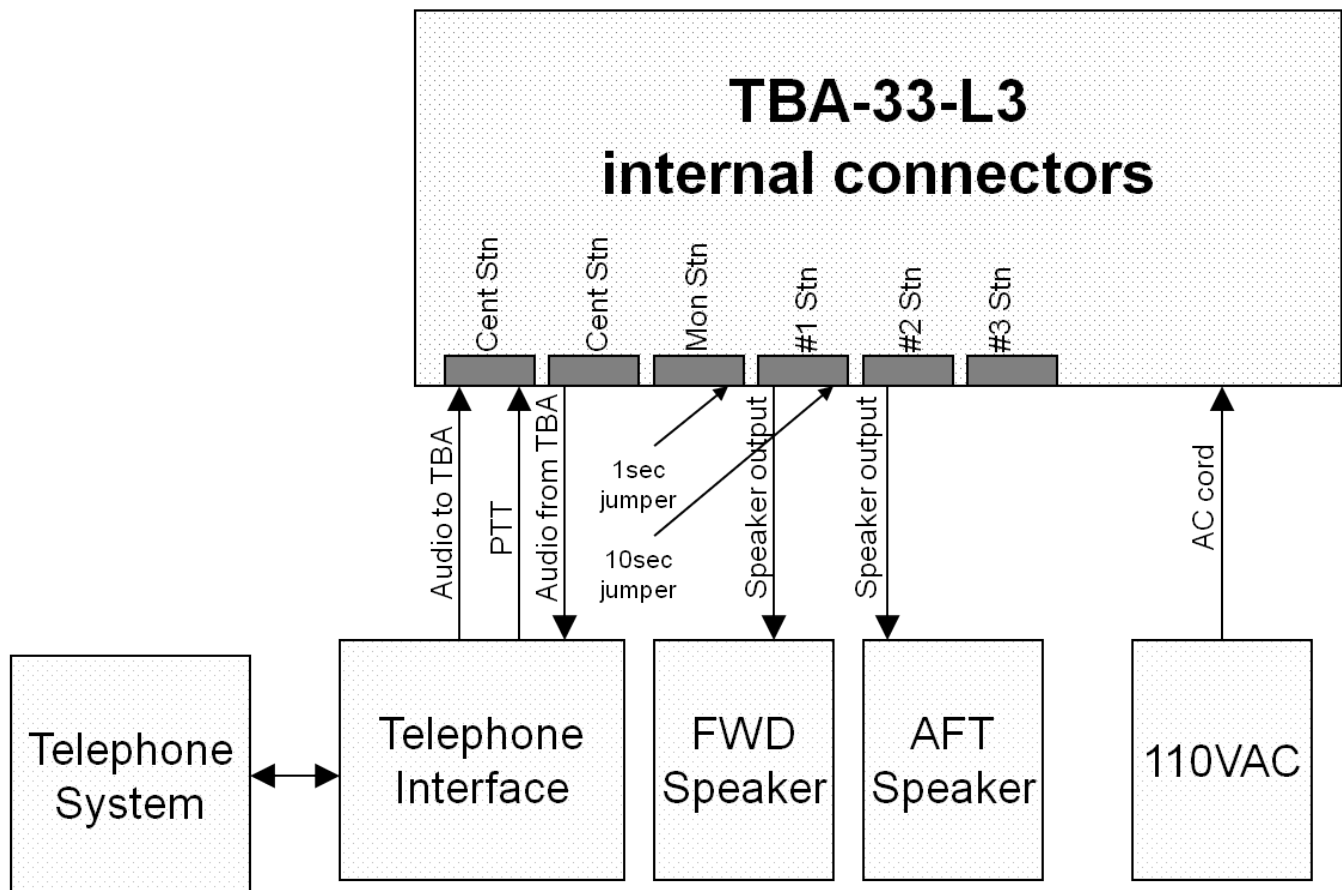 TBA-33-L3
internal connectors
Cent Stn
Cent Stn
Mon Stn
#1 Stn
#2 Stn
#3 Stn
Audio to TBA
PTT
Audio from TBA
1sec
jumper
10sec
jumper
Speaker output
Speaker output
AC cord
Telephone
System
Telephone
Interface
FWD
Speaker
AFT
Speaker
110VAC